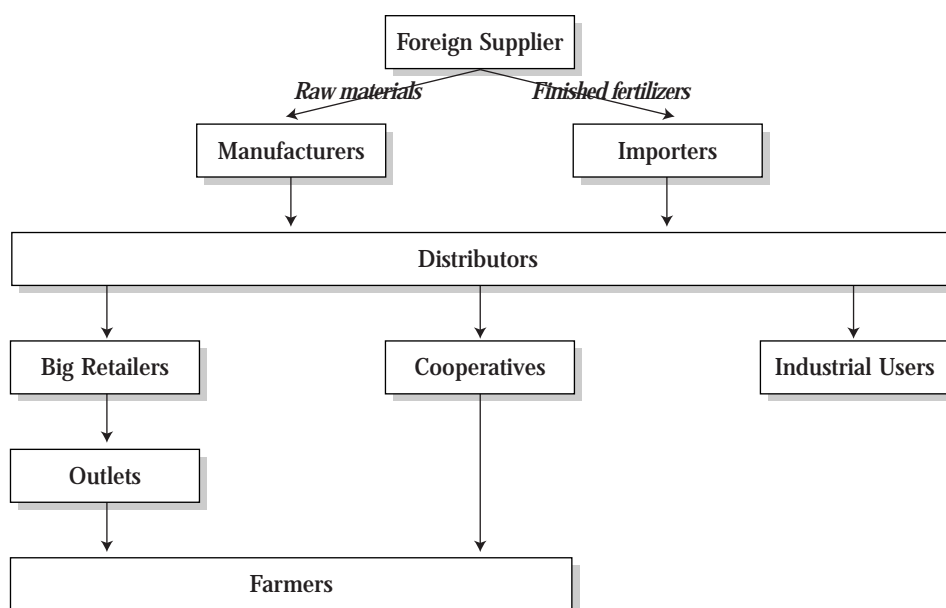 Foreign Supplier
Raw materials
Finished fertilizers
Manufacturers
Importers
Distributors
Big Retailers
Cooperatives
Industrial Users
Outlets
Farmers